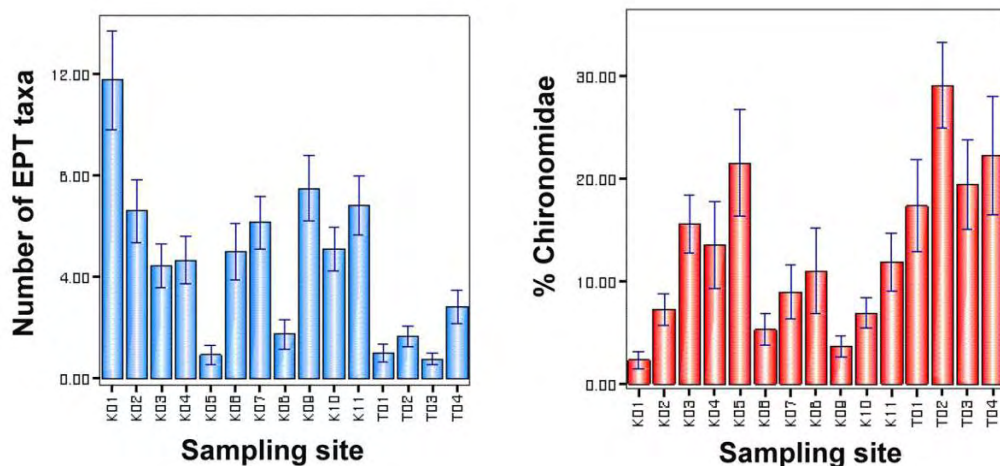 Number of EPT taxa
12.00
8.00
4.00
0.00
K01 K02 K03 K04 K05 K06 K07 K08 K09 K10 K11 T01 T02 T03 T04
Sampling site
% Chironomidae
30.00
20.00
10.00
0.00
K01 K02 K03 K04 K05 K06 K07 K08 K09 K10 K11 T01 T02 T03 T04
Sampling site